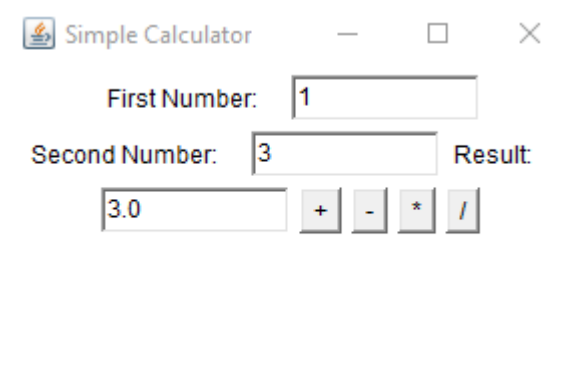 Simple Calculator
First Number: 1
Second Number: 3 Result:
3.0 + - * /